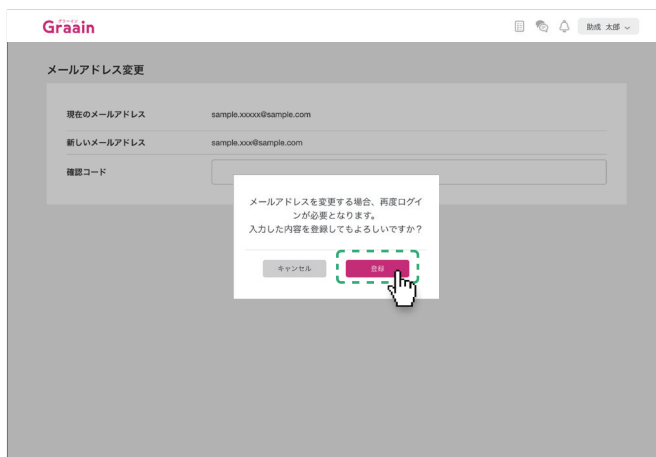 グラーイン
Graain
助成 太郎
メールアドレス変更
現在のメールアドレス sample.xxxxx@sample.com
新しいメールアドレス sample.xxx@sample.com
確認コード
メールアドレスを変更する場合、再度ログイ
ンが必要となります。
入力した内容を登録してもよろしいですか？
キャンセル 登録